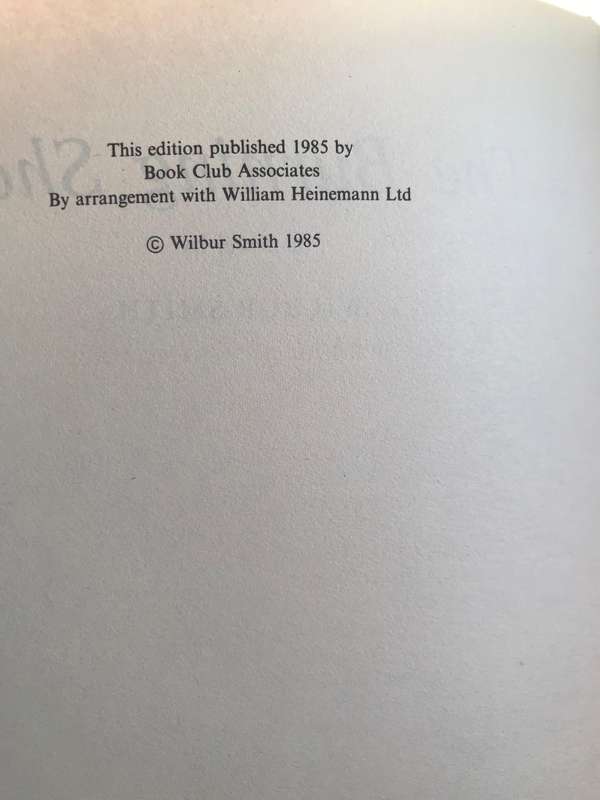 This edition published 1985 by
Book Club Associates
By arrangement with William Heinemann Ltd
© Wilbur Smith 1985